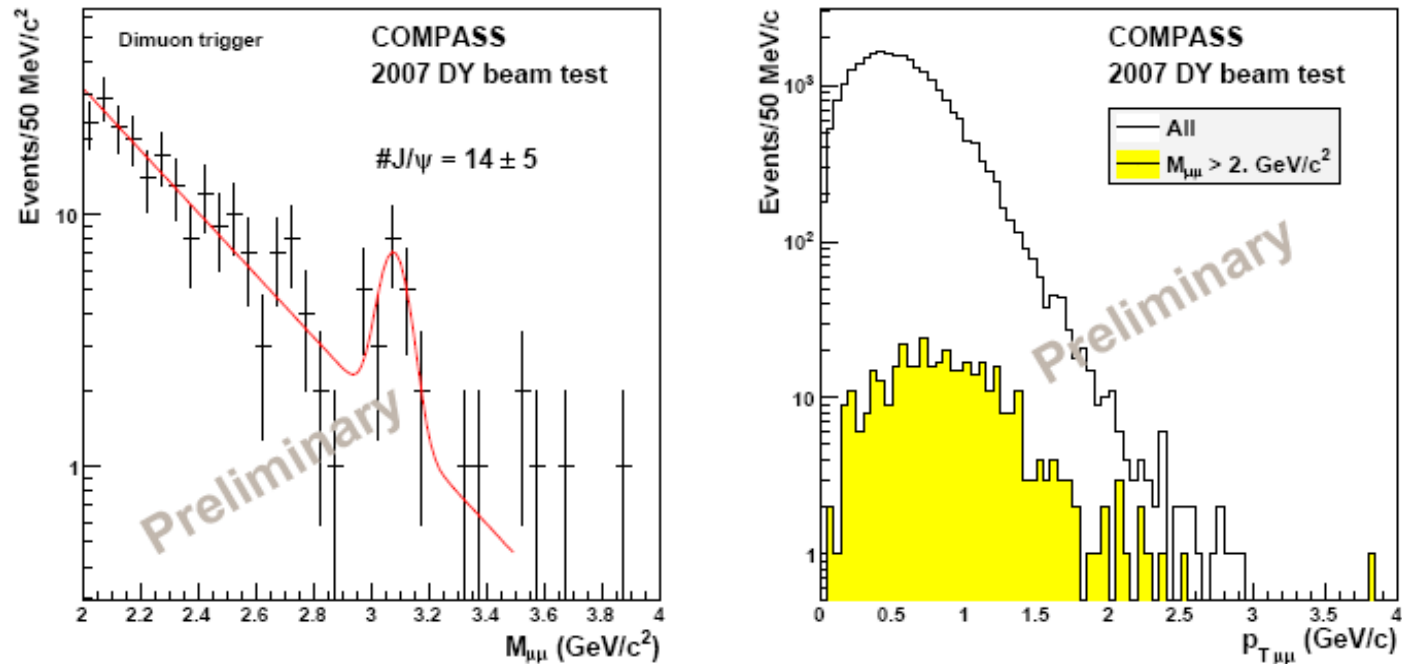 Dimuon trigger
COMPASS
2007 DY beam test
#J/ψ = 14 ± 5
Events/50 MeV/c²
10
1
2 2.2 2.4 2.6 2.8 3 3.2 3.4 3.6 3.8 4
M_μμ (GeV/c²)
Preliminary
COMPASS
2007 DY beam test
All
M_μμ > 2. GeV/c²
Events/50 MeV/c
10³
10²
10
1
0 0.5 1 1.5 2 2.5 3 3.5 4
p_T μμ (GeV/c)
Preliminary